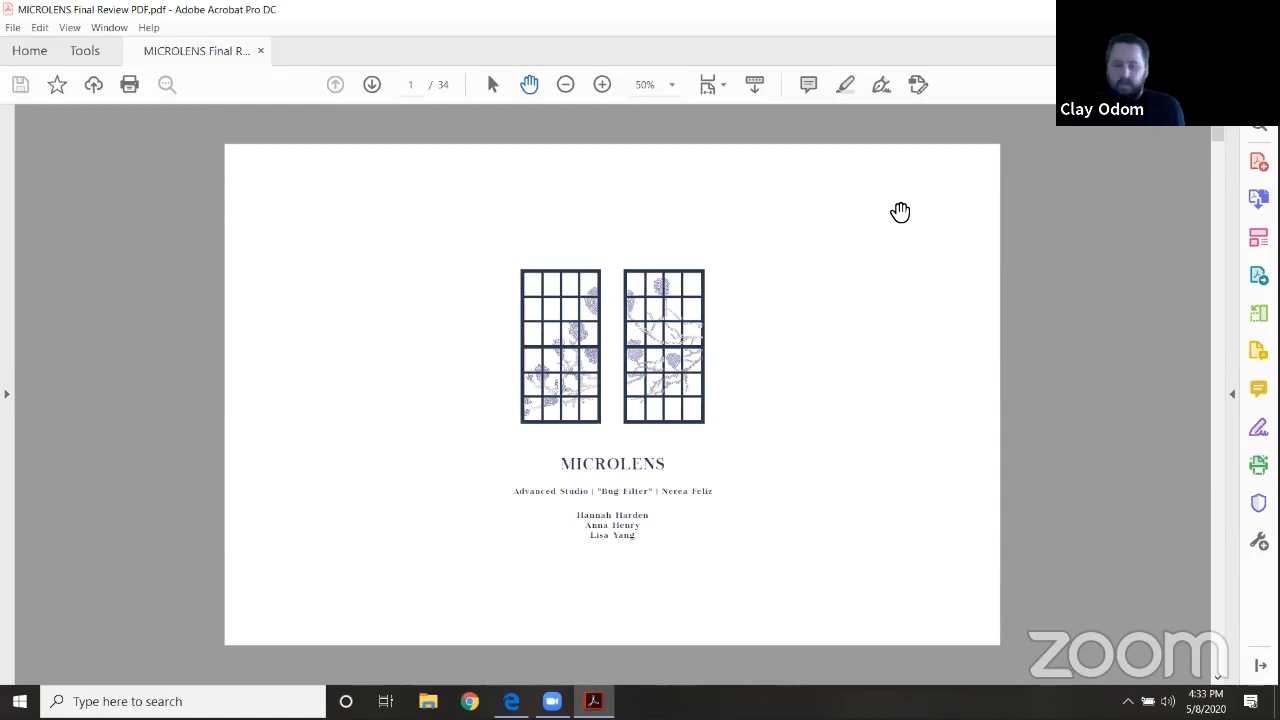 MICROLENS Final Review PDF.pdf - Adobe Acrobat Pro DC
File Edit View Window Help
Home Tools MICROLENS Final R... ×
1 / 34 50%
Clay Odom
MICROLENS
Advanced Studio | "Bug Filter" | Nerea Feliz
Hannah Harden
Anna Henry
Lisa Yang
zoom
Type here to search
4:33 PM
5/8/2020